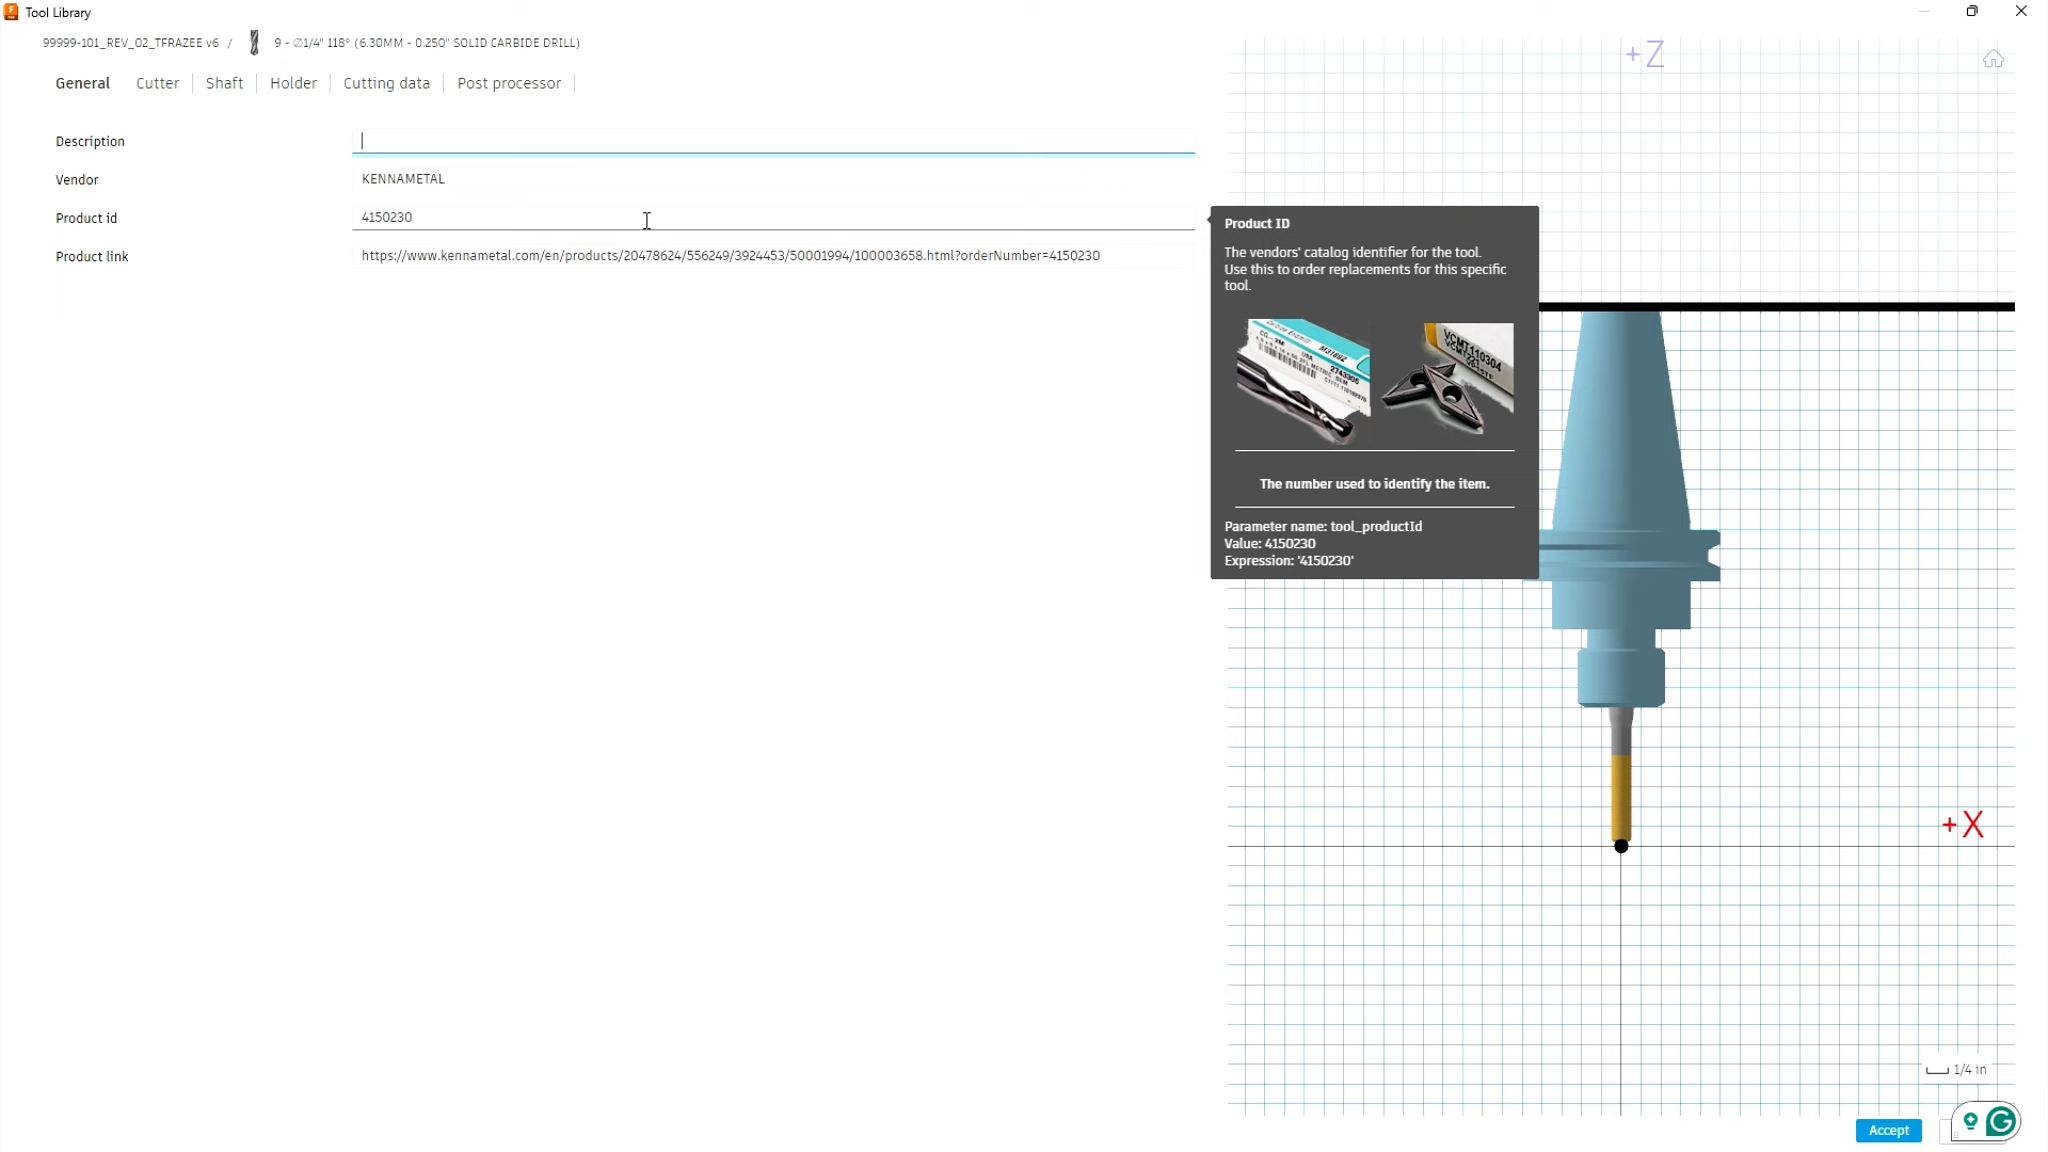 Tool Library
99999-101_REV_02_TFRAZEE v6 / 9 - ∅1/4" 118° (6.30MM - 0.250" SOLID CARBIDE DRILL)
General Cutter Shaft Holder Cutting data Post processor
Description
Vendor KENNAMETAL
Product id 4150230
Product link https://www.kennametal.com/en/products/20478624/556249/3924453/50001994/100003658.html?orderNumber=4150230
Product ID
The vendors' catalog identifier for the tool.
Use this to order replacements for this specific
tool.
M31662
2743306
VCMT110304
The number used to identify the item.
Parameter name: tool_productId
Value: 4150230
Expression: '4150230'
+Z
+X
1/4 in
Accept